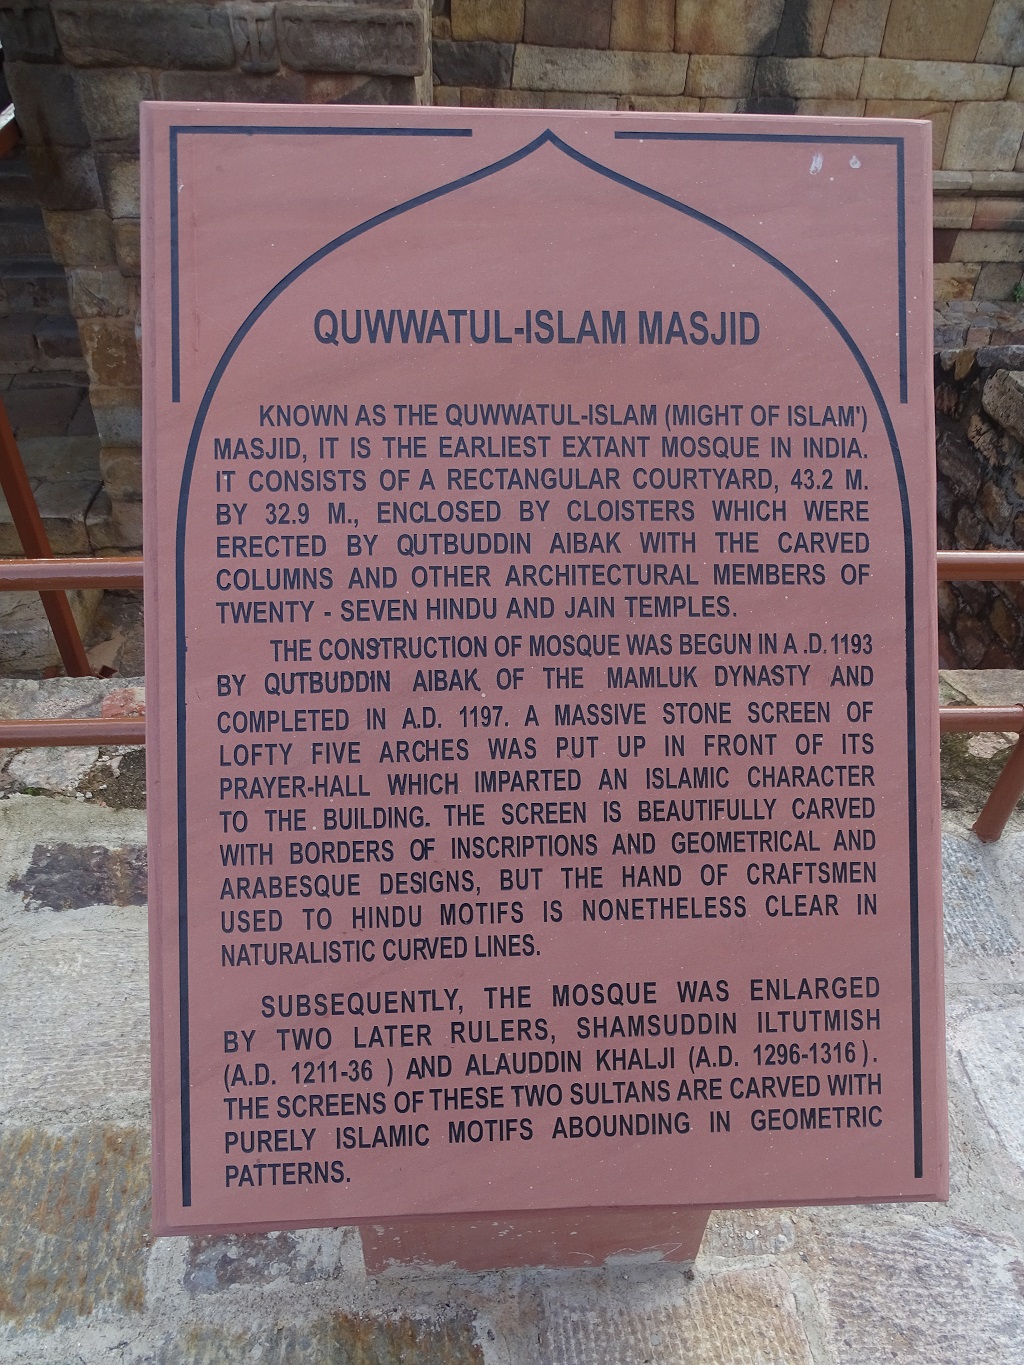 QUWWATUL-ISLAM MASJID
KNOWN AS THE QUWWATUL-ISLAM (MIGHT OF ISLAM')
MASJID, IT IS THE EARLIEST EXTANT MOSQUE IN INDIA.
IT CONSISTS OF A RECTANGULAR COURTYARD, 43.2 M.
BY 32.9 M., ENCLOSED BY CLOISTERS WHICH WERE
ERECTED BY QUTBUDDIN AIBAK WITH THE CARVED
COLUMNS AND OTHER ARCHITECTURAL MEMBERS OF
TWENTY - SEVEN HINDU AND JAIN TEMPLES.
THE CONSTRUCTION OF MOSQUE WAS BEGUN IN A .D. 1193
BY QUTBUDDIN AIBAK OF THE MAMLUK DYNASTY AND
COMPLETED IN A.D. 1197. A MASSIVE STONE SCREEN OF
LOFTY FIVE ARCHES WAS PUT UP IN FRONT OF ITS
PRAYER-HALL WHICH IMPARTED AN ISLAMIC CHARACTER
TO THE BUILDING. THE SCREEN IS BEAUTIFULLY CARVED
WITH BORDERS OF INSCRIPTIONS AND GEOMETRICAL AND
ARABESQUE DESIGNS, BUT THE HAND OF CRAFTSMEN
USED TO HINDU MOTIFS IS NONETHELESS CLEAR IN
NATURALISTIC CURVED LINES.
SUBSEQUENTLY, THE MOSQUE WAS ENLARGED
BY TWO LATER RULERS, SHAMSUDDIN ILTUTMISH
(A.D. 1211-36 ) AND ALAUDDIN KHALJI (A.D. 1296-1316 ).
THE SCREENS OF THESE TWO SULTANS ARE CARVED WITH
PURELY ISLAMIC MOTIFS ABOUNDING IN GEOMETRIC
PATTERNS.